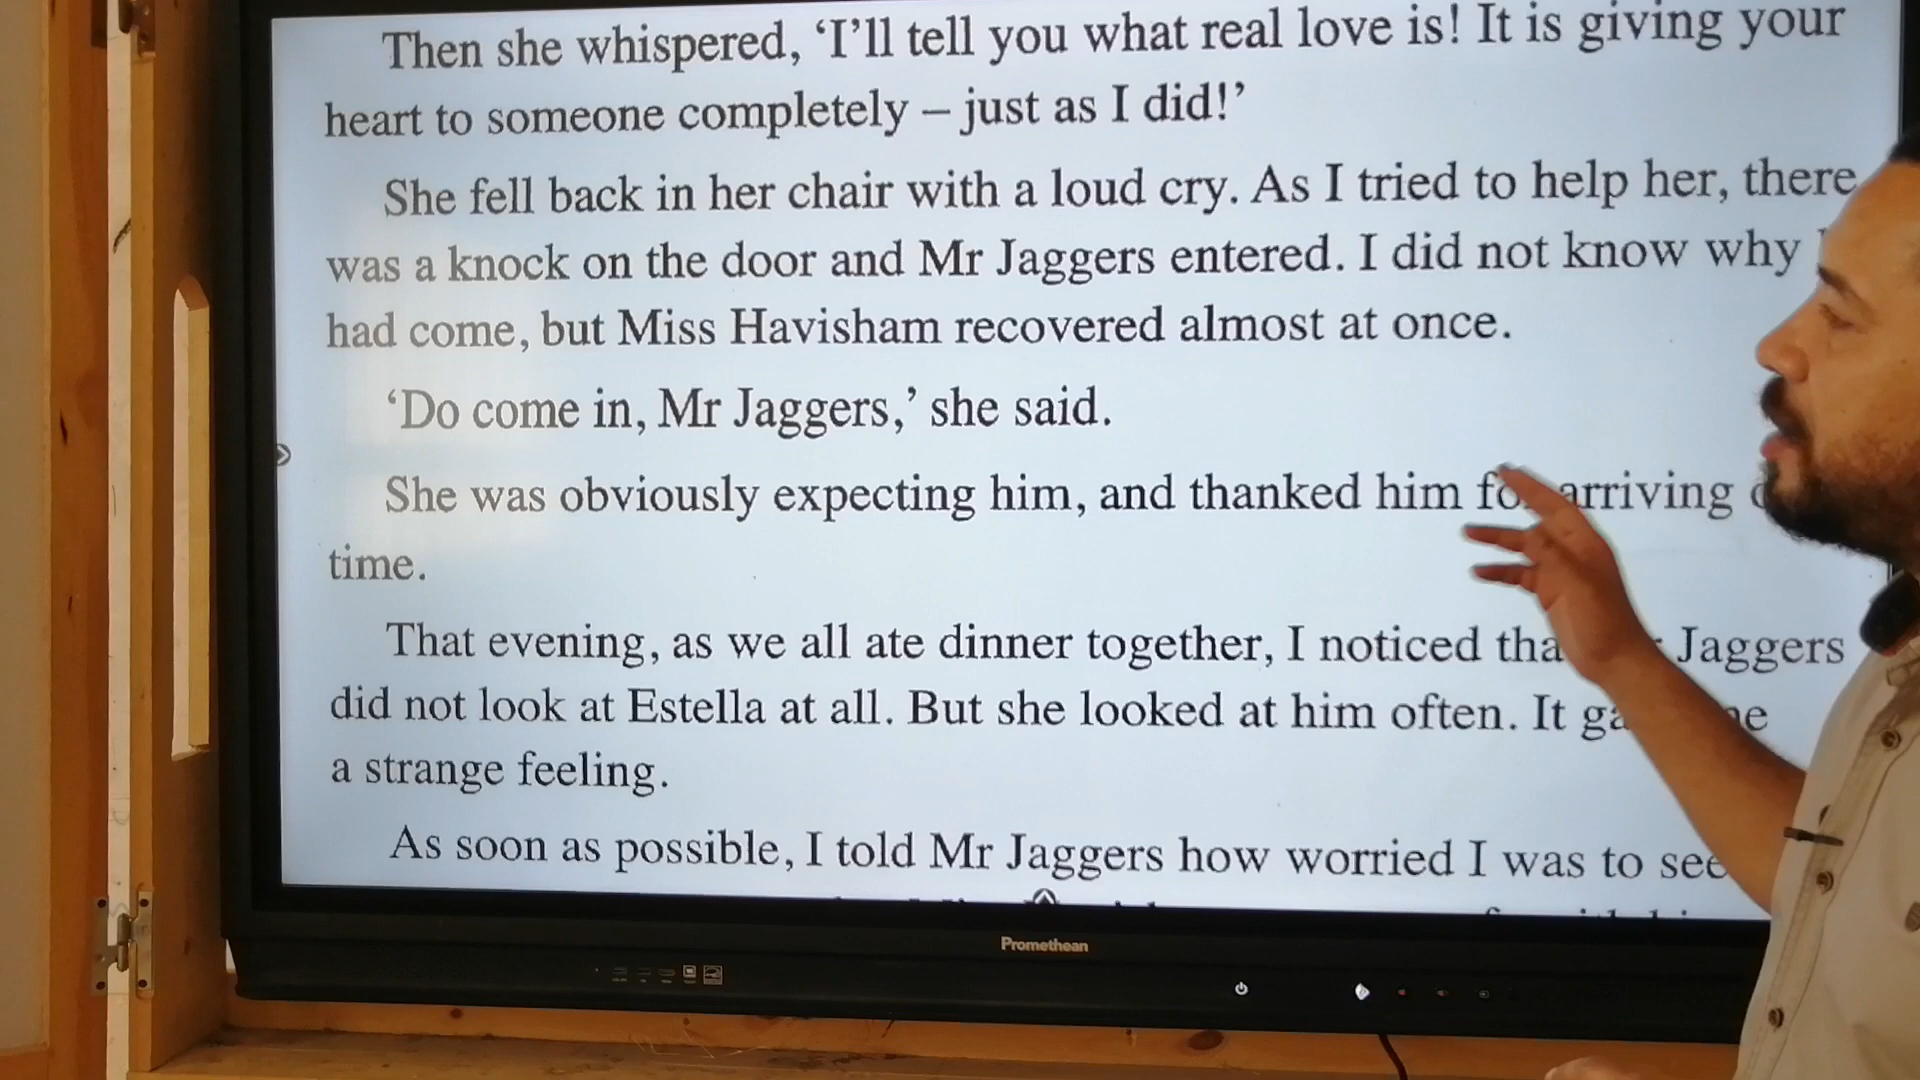 Then she whispered, ‘I’ll tell you what real love is! It is giving your
heart to someone completely – just as I did!’
She fell back in her chair with a loud cry. As I tried to help her, there
was a knock on the door and Mr Jaggers entered. I did not know why
had come, but Miss Havisham recovered almost at once.
‘Do come in, Mr Jaggers,’ she said.
She was obviously expecting him, and thanked him for arriving
time.
That evening, as we all ate dinner together, I noticed Jaggers
did not look at Estella at all. But she looked at him often. It
a strange feeling.
As soon as possible, I told Mr Jaggers how worried I was to see
Promethean